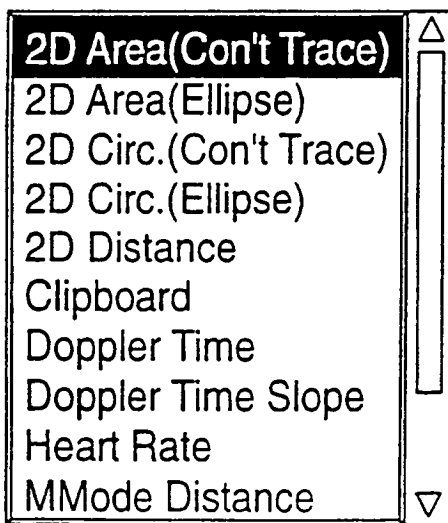 2D Area(Con't Trace)
2D Area(Ellipse)
2D Circ.(Con't Trace)
2D Circ.(Ellipse)
2D Distance
Clipboard
Doppler Time
Doppler Time Slope
Heart Rate
MMode Distance